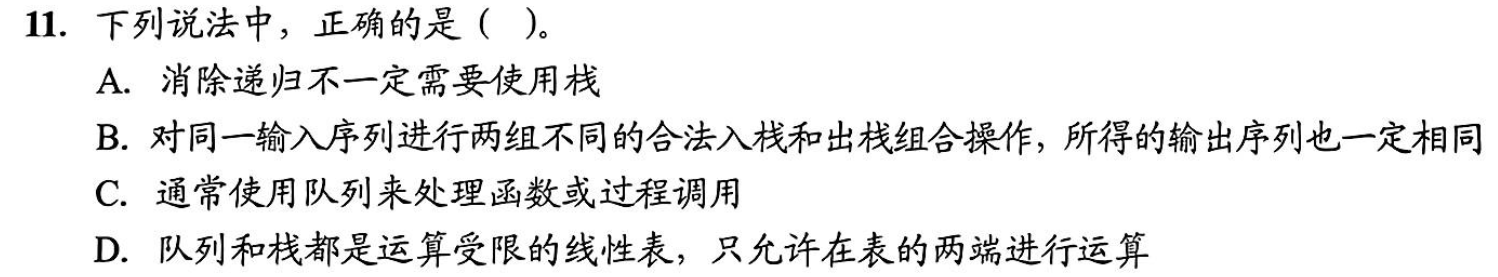 11. 下列说法中，正确的是（  ）。
A. 消除递归不一定需要使用栈
B. 对同一输入序列进行两组不同的合法入栈和出栈组合操作，所得的输出序列也一定相同
C. 通常使用队列来处理函数或过程调用
D. 队列和栈都是运算受限的线性表，只允许在表的两端进行运算